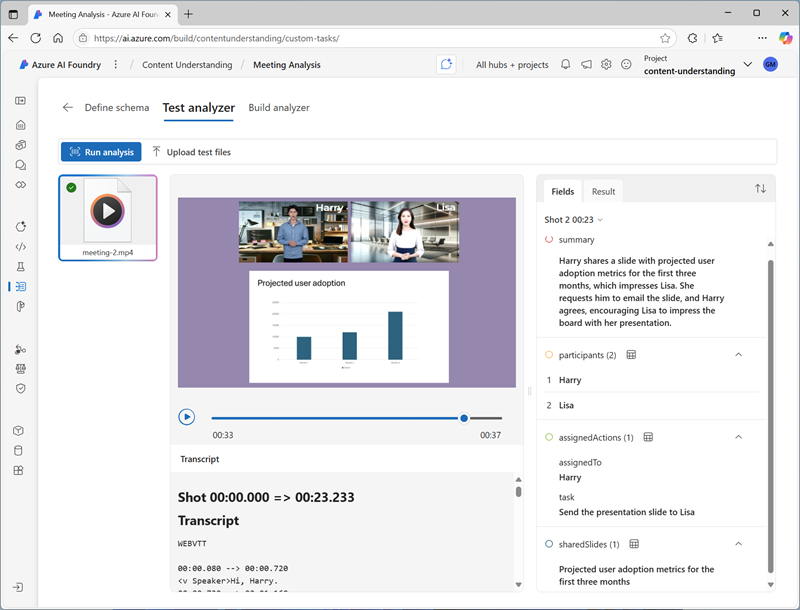 Meeting Analysis - Azure AI Foundry
https://ai.azure.com/build/contentunderstanding/custom-tasks/
Azure AI Foundry / Content Understanding / Meeting Analysis
All hubs + projects
Project
content-understanding
GM
Define schema Test analyzer Build analyzer
Run analysis Upload test files
meeting-2.mp4
Harry
Lisa
Projected user adoption
00:33
00:37
Transcript
Shot 00:00.000 => 00:23.233
Transcript
WEBVTT
00:00.080 --> 00:00.720
<v Speaker>Hi, Harry.
Fields Result
Shot 2 00:23
summary
Harry shares a slide with projected user
adoption metrics for the first three
months, which impresses Lisa. She
requests him to email the slide, and Harry
agrees, encouraging Lisa to impress the
board with her presentation.
participants (2)
1 Harry
2 Lisa
assignedActions (1)
assignedTo
Harry
task
Send the presentation slide to Lisa
sharedSlides (1)
Projected user adoption metrics for the
first three months